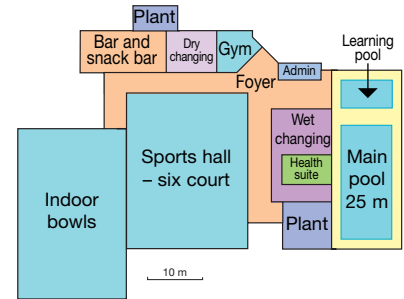 Plant
Bar and
snack bar
Dry
changing
Gym
Learning
pool
Foyer
Admin
Wet
changing
Health
suite
Sports hall
– six court
Main
pool
25 m
Indoor
bowls
Plant
10 m